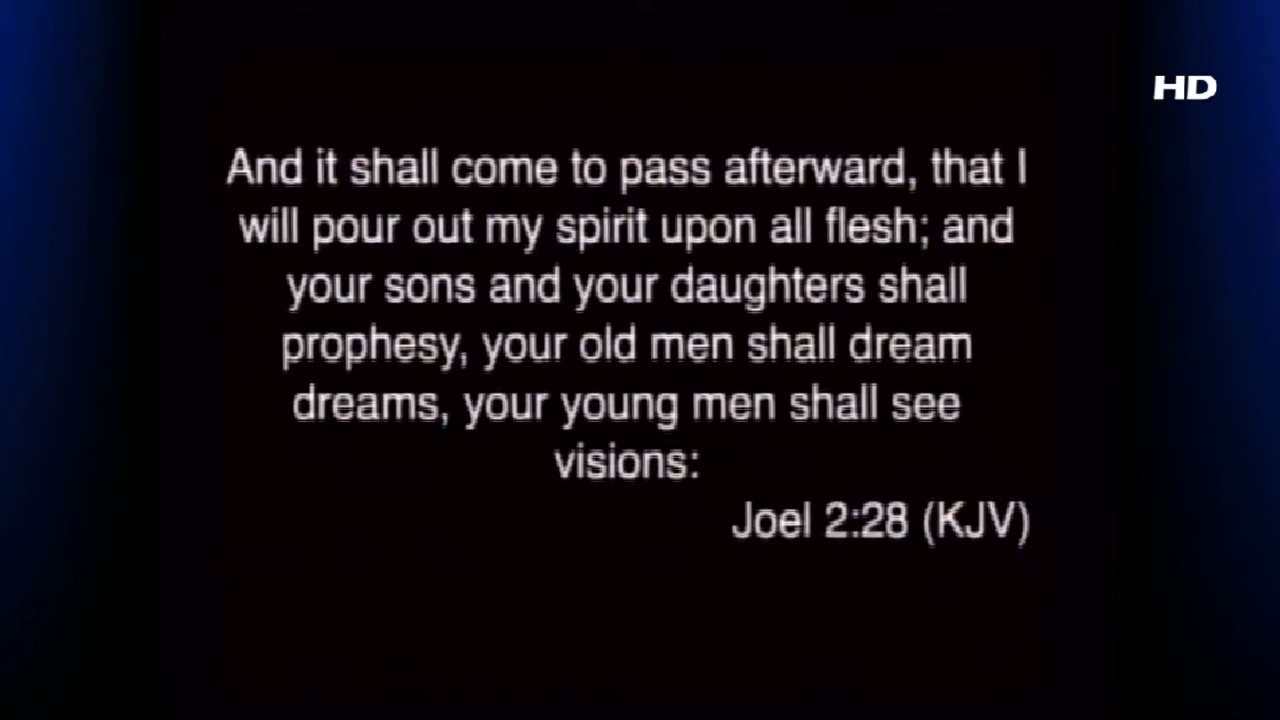 HD
And it shall come to pass afterward, that I
will pour out my spirit upon all flesh; and
your sons and your daughters shall
prophesy, your old men shall dream
dreams, your young men shall see
visions:
Joel 2:28 (KJV)